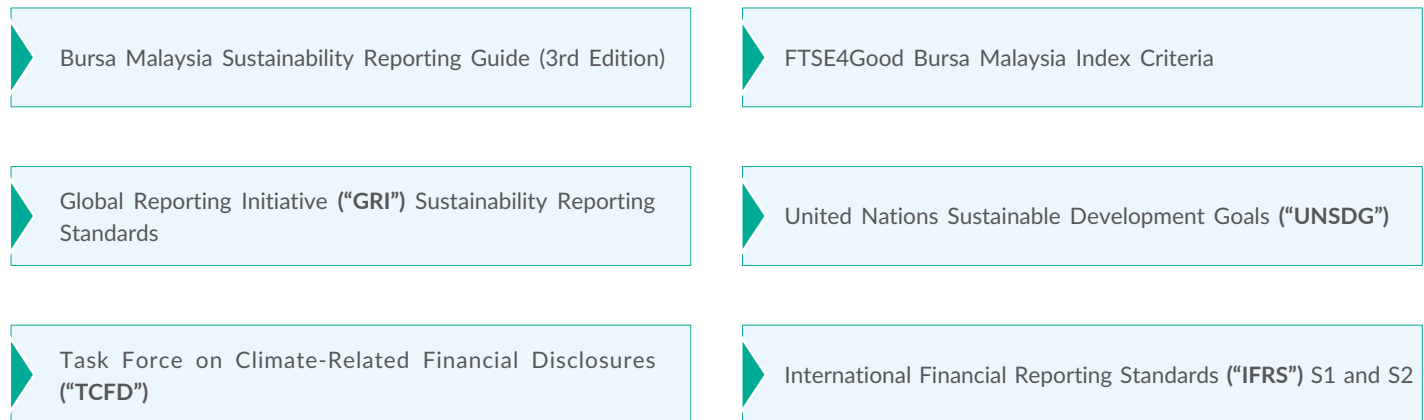 Bursa Malaysia Sustainability Reporting Guide (3rd Edition)
FTSE4Good Bursa Malaysia Index Criteria
Global Reporting Initiative (“GRI”) Sustainability Reporting
Standards
United Nations Sustainable Development Goals (“UNSDG”)
Task Force on Climate-Related Financial Disclosures
(“TCFD”)
International Financial Reporting Standards (“IFRS”) S1 and S2